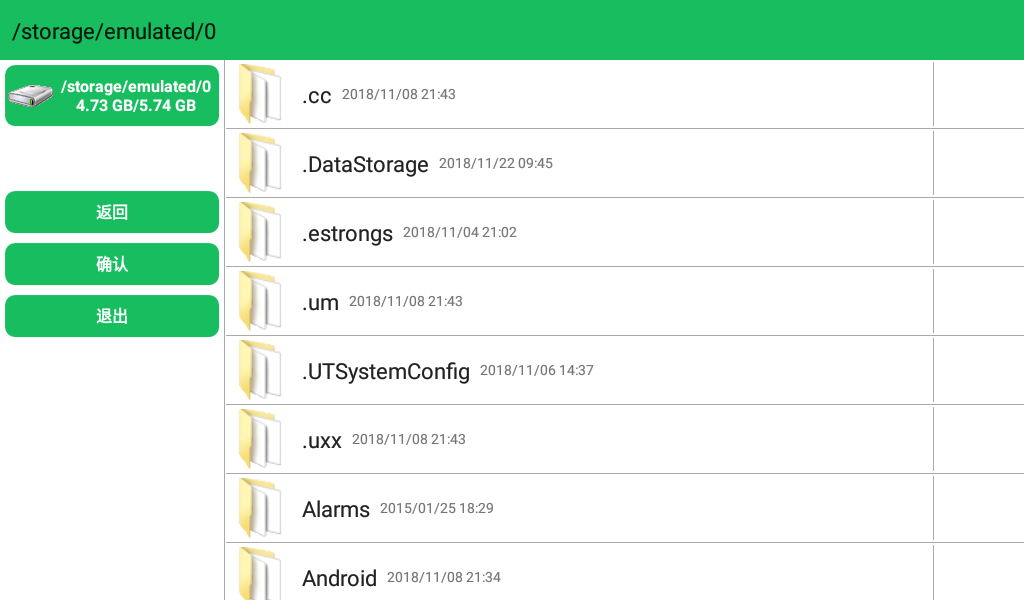 /storage/emulated/0
/storage/emulated/0
4.73 GB/5.74 GB
返回
确认
退出
.cc 2018/11/08 21:43
.DataStorage 2018/11/22 09:45
.estrongs 2018/11/04 21:02
.um 2018/11/08 21:43
.UTSystemConfig 2018/11/06 14:37
.uxx 2018/11/08 21:43
Alarms 2015/01/25 18:29
Android 2018/11/08 21:34